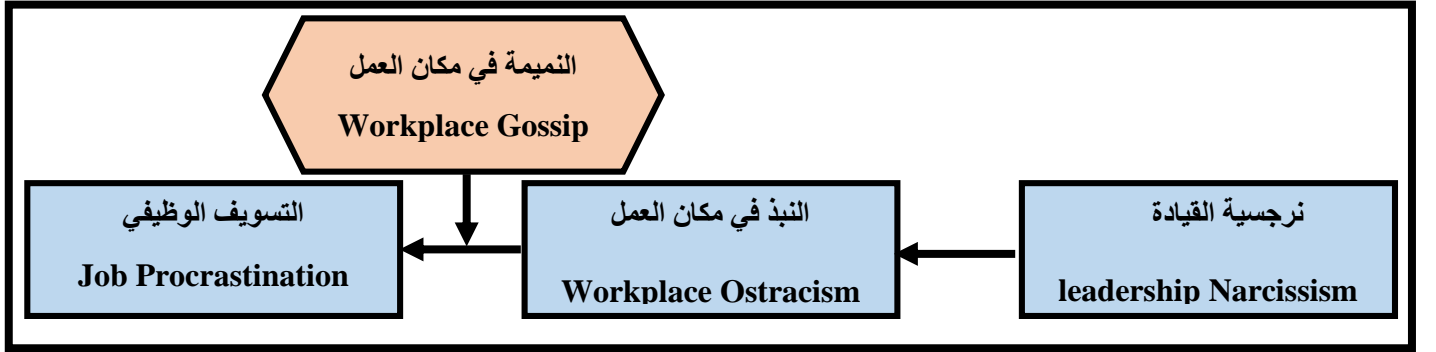 النميمة في مكان العمل
Workplace Gossip
نرجسية القيادة
leadership Narcissism
النبذ في مكان العمل
Workplace Ostracism
التسويف الوظيفي
Job Procrastination